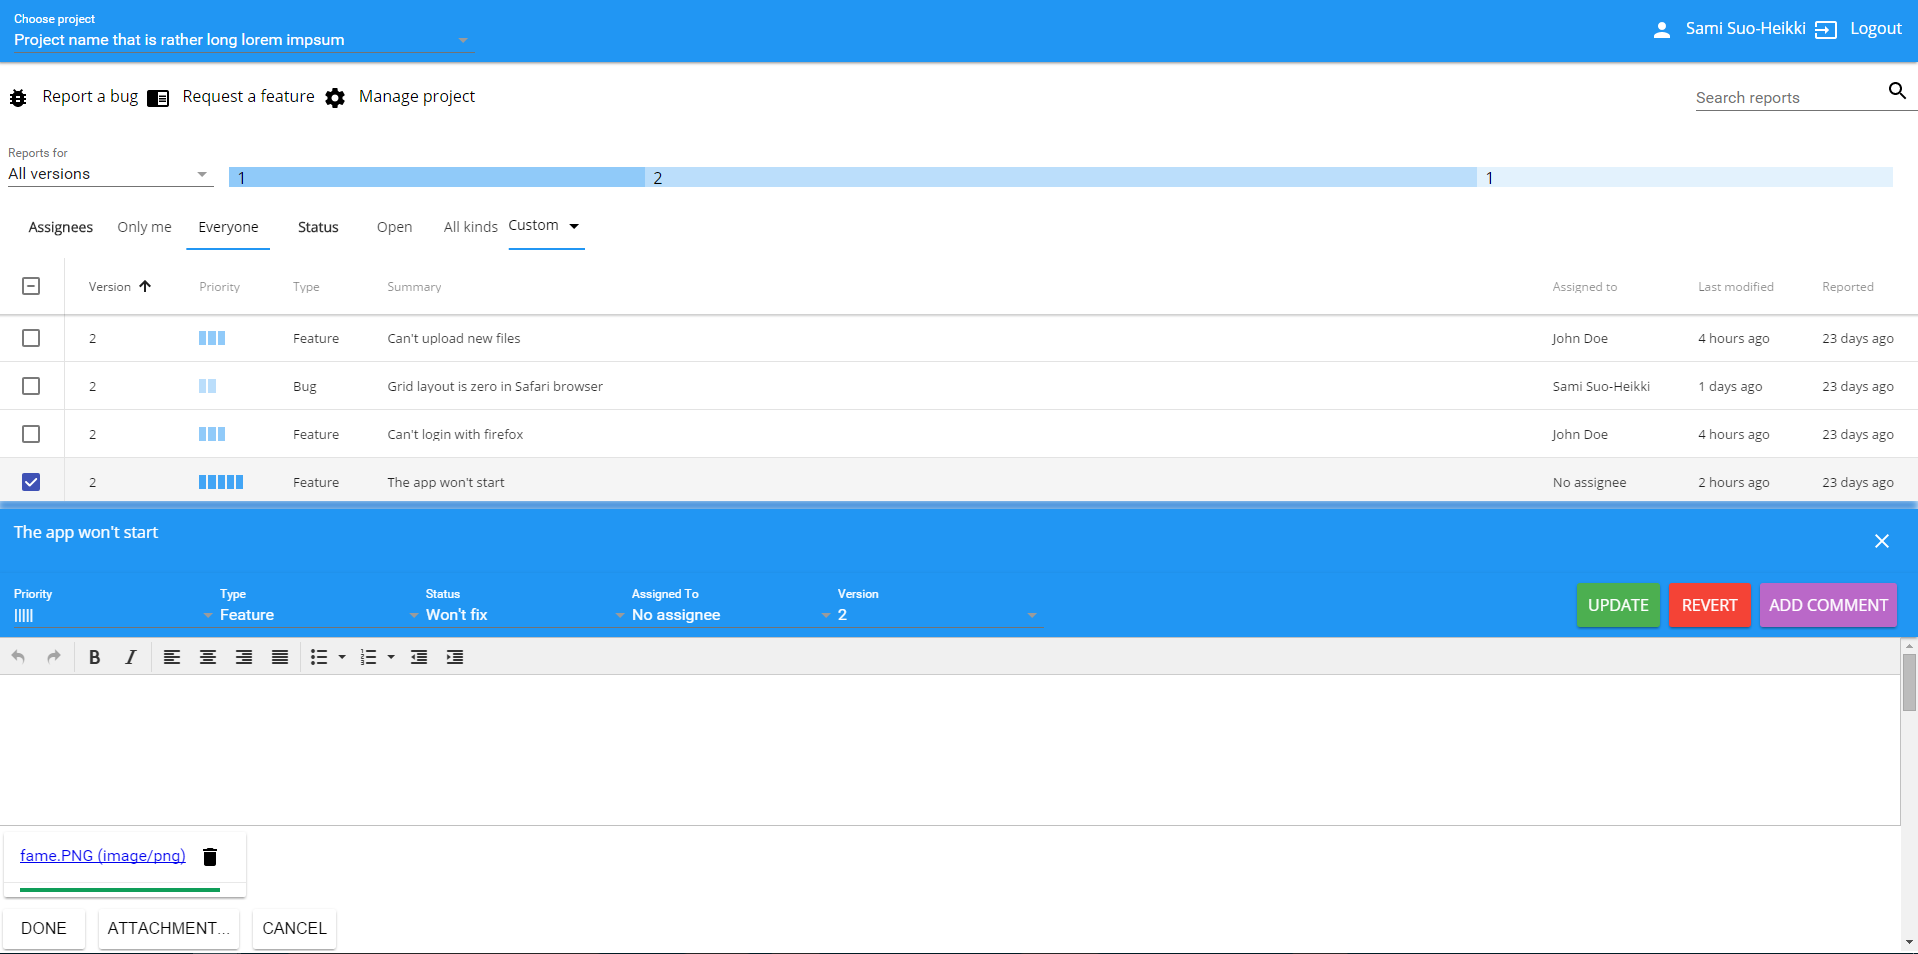 Choose project
Project name that is rather long lorem impsum
Sami Suo-Heikki Logout
Report a bug Request a feature Manage project
Search reports
Reports for
All versions
1 2 1
Assignees Only me Everyone Status Open All kinds Custom
Version Priority Type Summary Assigned to Last modified Reported
2 Feature Can't upload new files John Doe 4 hours ago 23 days ago
2 Bug Grid layout is zero in Safari browser Sami Suo-Heikki 1 days ago 23 days ago
2 Feature Can't login with firefox John Doe 4 hours ago 23 days ago
2 Feature The app won't start No assignee 2 hours ago 23 days ago
The app won't start
Priority Type Status Assigned To Version
||||| Feature Won't fix No assignee 2
UPDATE REVERT ADD COMMENT
B I
fame.PNG (image/png)
DONE ATTACHMENT... CANCEL